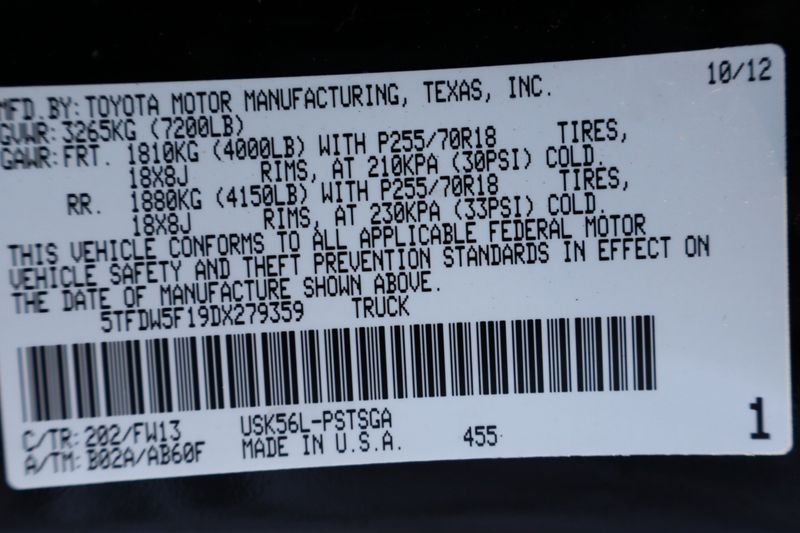 10/12
MFD.BY:TOYOTA MOTOR MANUFACTURING, TEXAS, INC.
GVWR:3265KG (7200LB)
GAWR:FRT. 1810KG (4000LB) WITH P255/70R18 TIRES,
18X8J RIMS, AT 210KPA (30PSI) COLD.
RR. 1880KG (4150LB) WITH P255/70R18 TIRES,
18X8J RIMS, AT 230KPA (33PSI) COLD.
THIS VEHICLE CONFORMS TO ALL APPLICABLE FEDERAL MOTOR
VEHICLE SAFETY AND THEFT PREVENTION STANDARDS IN EFFECT ON
THE DATE OF MANUFACTURE SHOWN ABOVE.
5TFDW5F19DX279359 TRUCK
C/TR:202/FW13 USK56L-PSTSGA
A/TM:B02A/AB60F MADE IN U.S.A. 455
1